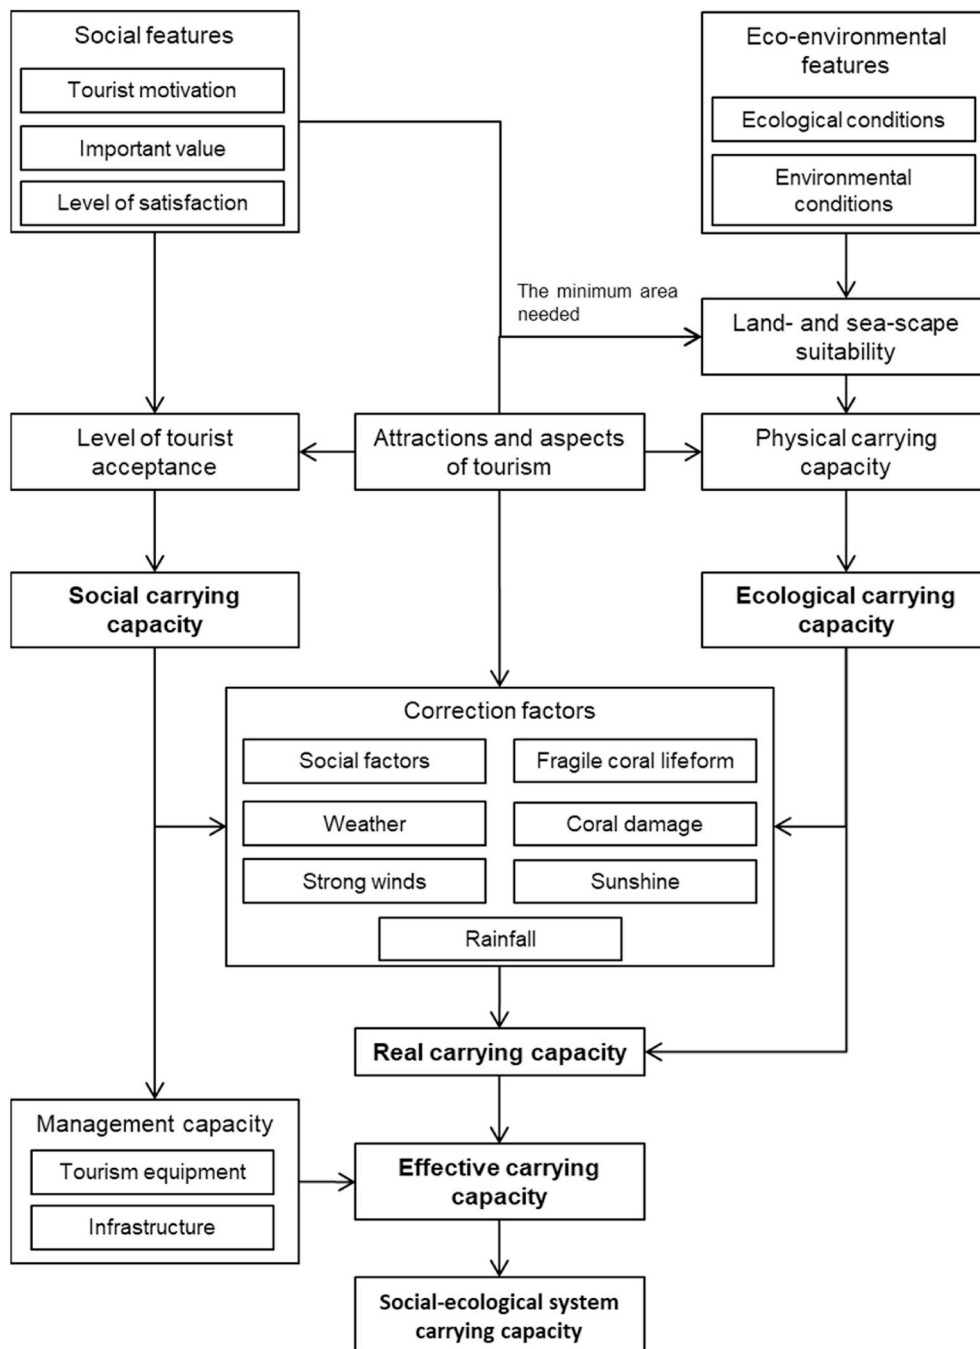 Social features
Tourist motivation
Important value
Level of satisfaction
Eco-environmental
features
Ecological conditions
Environmental
conditions
The minimum area
needed
Land- and sea-scape
suitability
Level of tourist
acceptance
Attractions and aspects
of tourism
Physical carrying
capacity
Social carrying
capacity
Ecological carrying
capacity
Correction factors
Social factors
Fragile coral lifeform
Weather
Coral damage
Strong winds
Sunshine
Rainfall
Real carrying capacity
Management capacity
Tourism equipment
Infrastructure
Effective carrying
capacity
Social-ecological system
carrying capacity